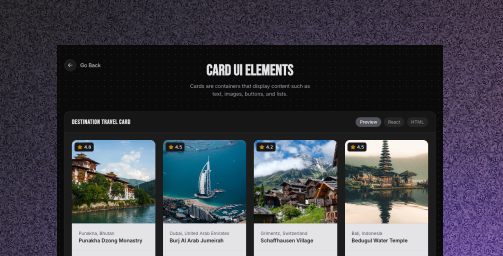 Go Back
CARD UI ELEMENTS
Cards are containers that display content such as
text, images, buttons, and lists.
DESTINATION TRAVEL CARD
Preview
React
HTML
4.8
4.5
4.2
4.5
Punakha, Bhutan
Punakha Dzong Monastry
Dubai, United Arab Emirates
Burj Al Arab Jumeirah
Grimentz, Switzerland
Schaffhausen Village
Bali, Indonesia
Bedugul Water Temple